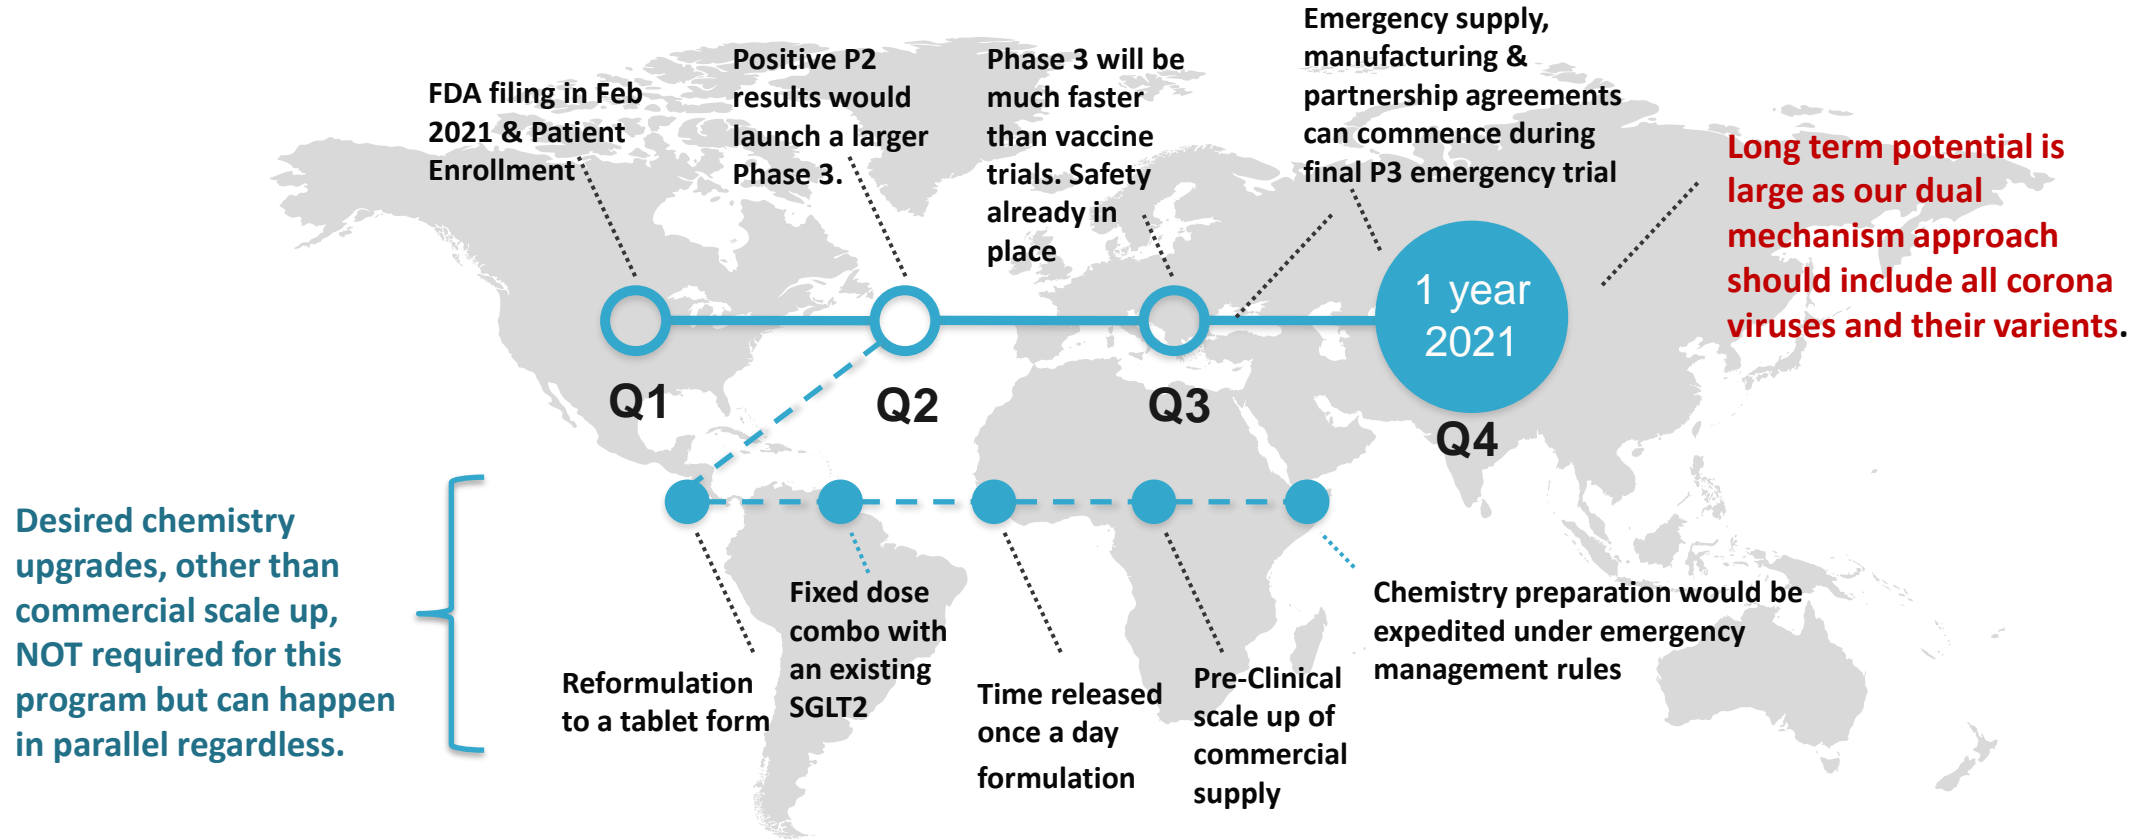 FDA filing in Feb
2021 & Patient
Enrollment
Positive P2
results would
launch a larger
Phase 3.
Phase 3 will be
much faster
than vaccine
trials. Safety
already in
place
Emergency supply,
manufacturing &
partnership agreements
can commence during
final P3 emergency trial
Long term potential is
large as our dual
mechanism approach
should include all corona
viruses and their varients.
1 year
2021
Q1
Q2
Q3
Q4
Desired chemistry
upgrades, other than
commercial scale up,
NOT required for this
program but can happen
in parallel regardless.
Reformulation
to a tablet form
Fixed dose
combo with
an existing
SGLT2
Time released
once a day
formulation
Pre-Clinical
scale up of
commercial
supply
Chemistry preparation would be
expedited under emergency
management rules